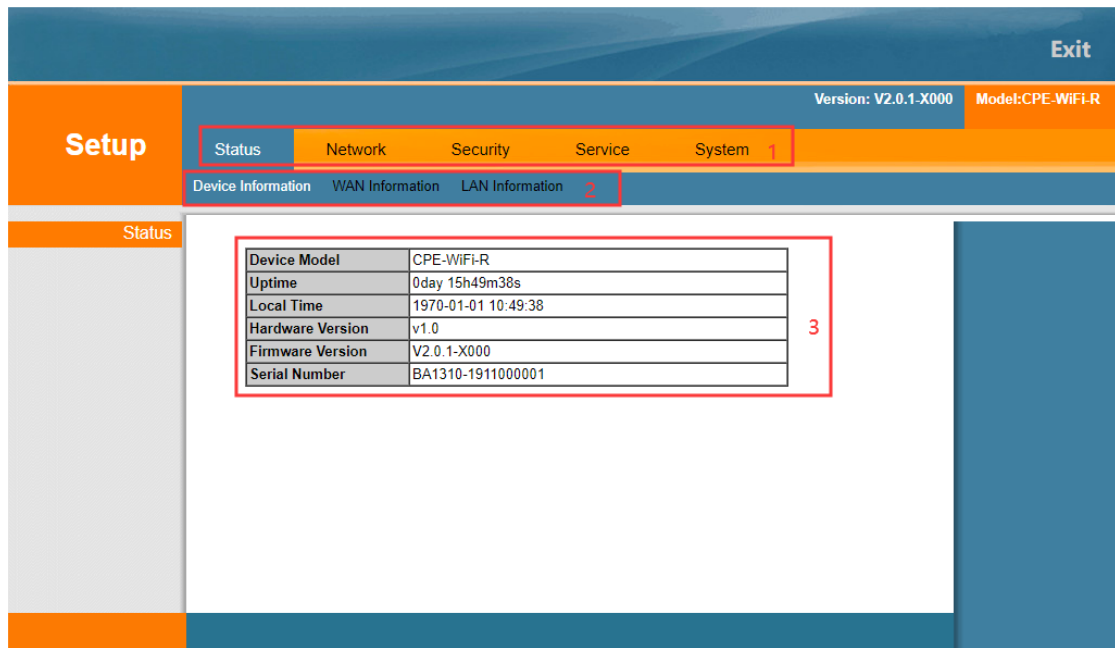 Exit
Version: V2.0.1-X000 Model:CPE-WiFi-R
Setup
Status Network Security Service System 1
Device Information WAN Information LAN Information 2
Status
Device Model CPE-WiFi-R
Uptime 0day 15h49m38s
Local Time 1970-01-01 10:49:38
Hardware Version v1.0
3
Firmware Version V2.0.1-X000
Serial Number BA1310-1911000001